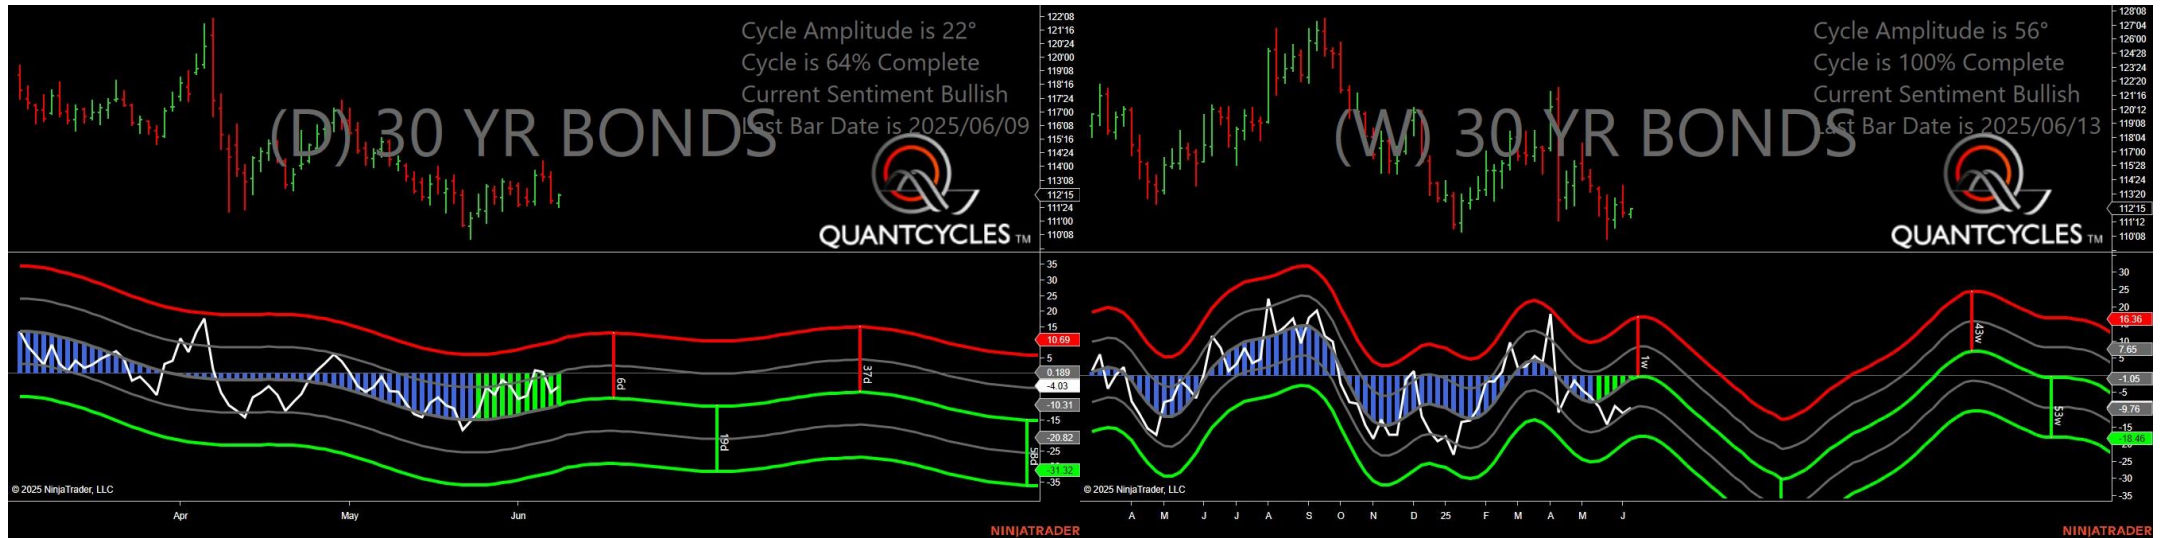 Cycle Amplitude is 22°
Cycle is 64% Complete
Current Sentiment Bullish
Last Bar Date is 2025/06/09
(D) 30 YR BONDS
QUANTCYCLES TM
122'08
121'16
120'24
120'00
119'08
118'16
117'24
117'00
116'08
115'16
114'24
114'00
113'08
112'15
111'24
111'00
110'08
35
30
25
20
15
10.69
5
0.189
-4.03
-10.31
-15
-20.82
-25
-31.32
-35
6d
19d
37d
58d
© 2025 NinjaTrader, LLC
Apr
May
Jun
NINJATRADER
Cycle Amplitude is 56°
Cycle is 100% Complete
Current Sentiment Bullish
Last Bar Date is 2025/06/13
(W) 30 YR BONDS
QUANTCYCLES TM
128'08
127'04
126'00
124'28
123'24
122'20
121'16
120'12
119'08
118'04
117'00
115'28
114'24
113'20
112'15
111'12
110'08
30
25
20
16.36
10
7.65
-1.05
-5
-9.76
-15
-18.46
-25
-30
-35
1w
43w
53w
© 2025 NinjaTrader, LLC
A M J J A S O N D 25 F M A M J
NINJATRADER